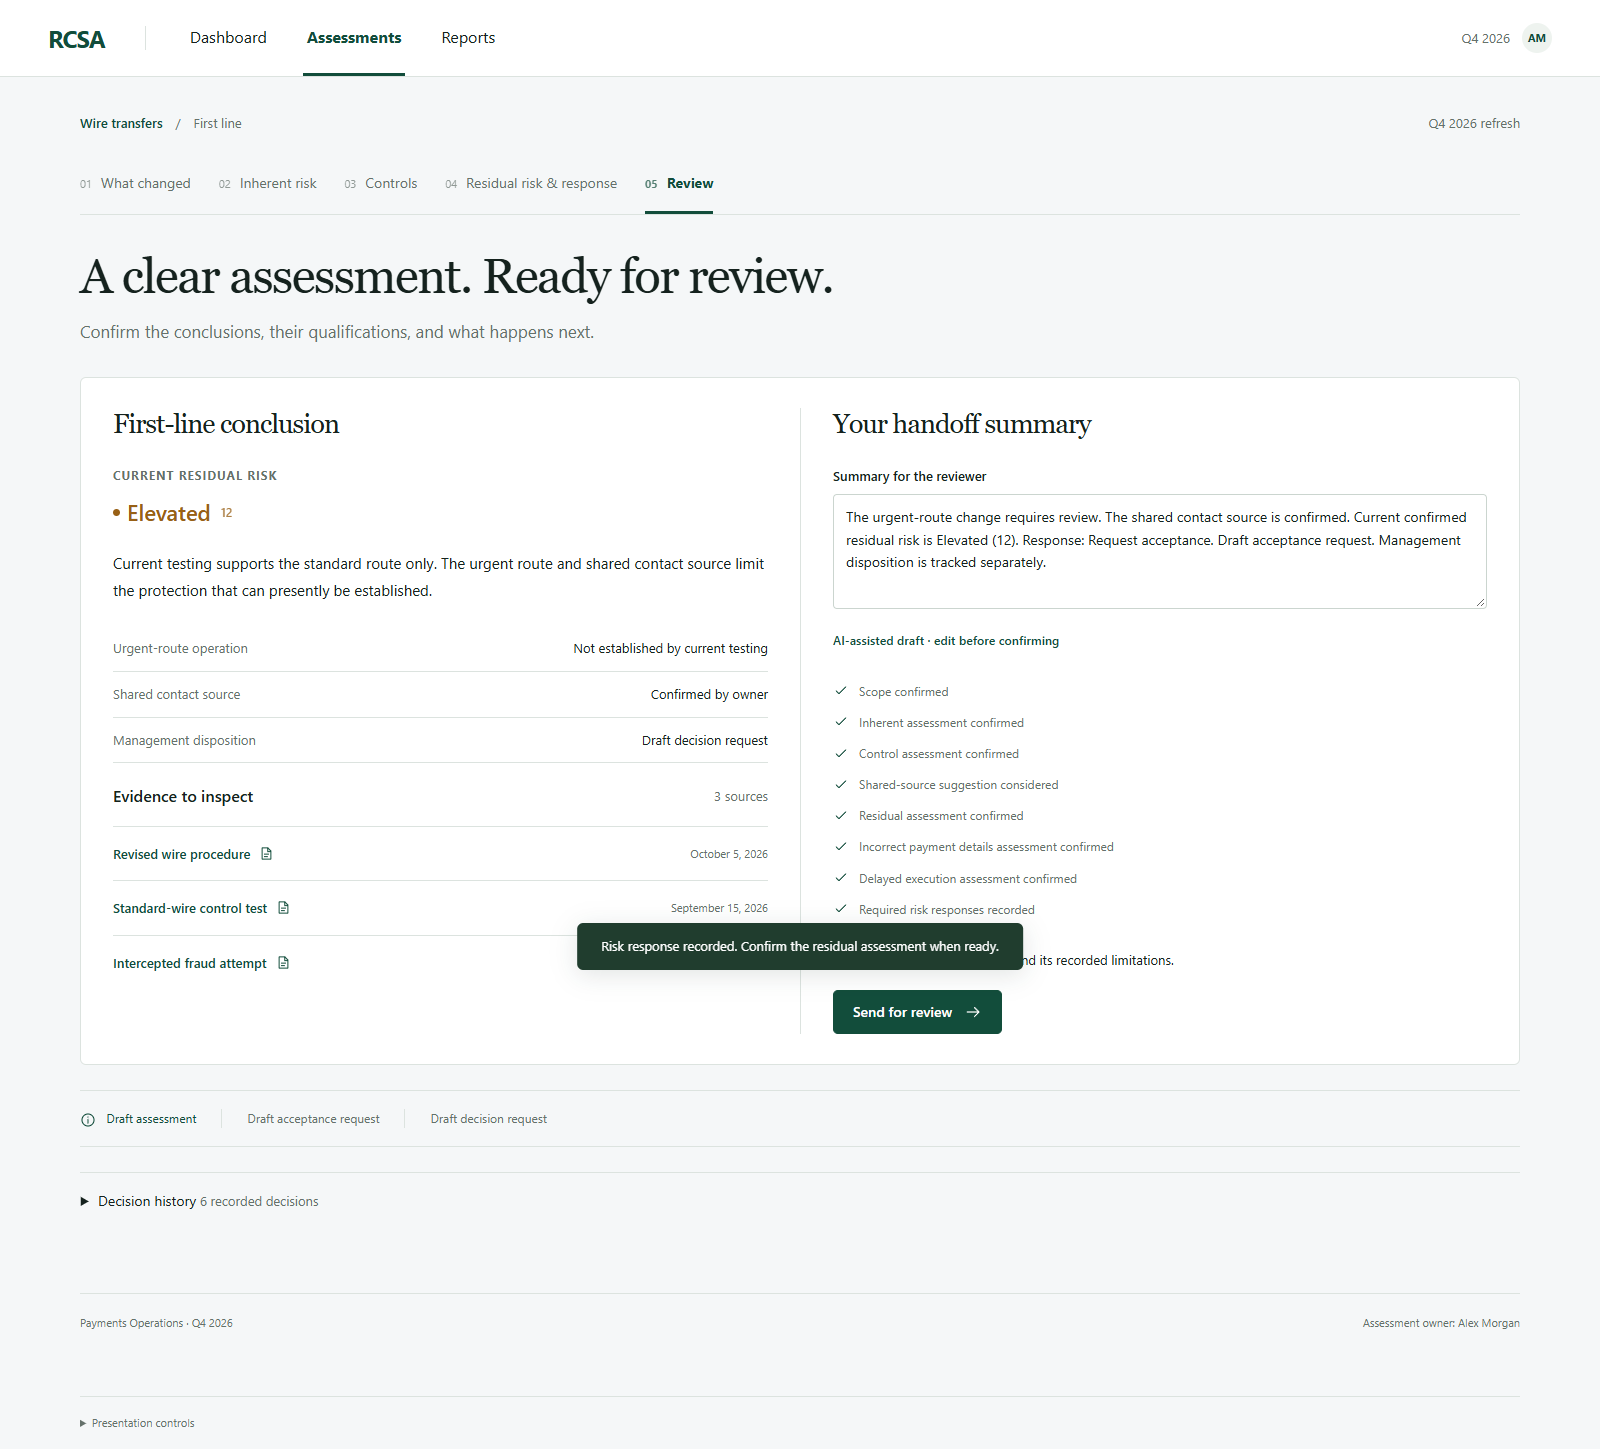 RCSA
Dashboard
Assessments
Reports
Q4 2026
AM
Wire transfers / First line
Q4 2026 refresh
01 What changed
02 Inherent risk
03 Controls
04 Residual risk & response
05 Review
A clear assessment. Ready for review.
Confirm the conclusions, their qualifications, and what happens next.
First-line conclusion
CURRENT RESIDUAL RISK
• Elevated 12
Current testing supports the standard route only. The urgent route and shared contact source limit
the protection that can presently be established.
Urgent-route operation
Not established by current testing
Shared contact source
Confirmed by owner
Management disposition
Draft decision request
Evidence to inspect
3 sources
Revised wire procedure
October 5, 2026
Standard-wire control test
September 15, 2026
Intercepted fraud attempt
Your handoff summary
Summary for the reviewer
The urgent-route change requires review. The shared contact source is confirmed. Current confirmed
residual risk is Elevated (12). Response: Request acceptance. Draft acceptance request. Management
disposition is tracked separately.
AI-assisted draft · edit before confirming
Scope confirmed
Inherent assessment confirmed
Control assessment confirmed
Shared-source suggestion considered
Residual assessment confirmed
Incorrect payment details assessment confirmed
Delayed execution assessment confirmed
Required risk responses recorded
Risk response recorded. Confirm the residual assessment when ready.
its recorded limitations.
Send for review →
Draft assessment
Draft acceptance request
Draft decision request
Decision history 6 recorded decisions
Payments Operations · Q4 2026
Assessment owner: Alex Morgan
Presentation controls